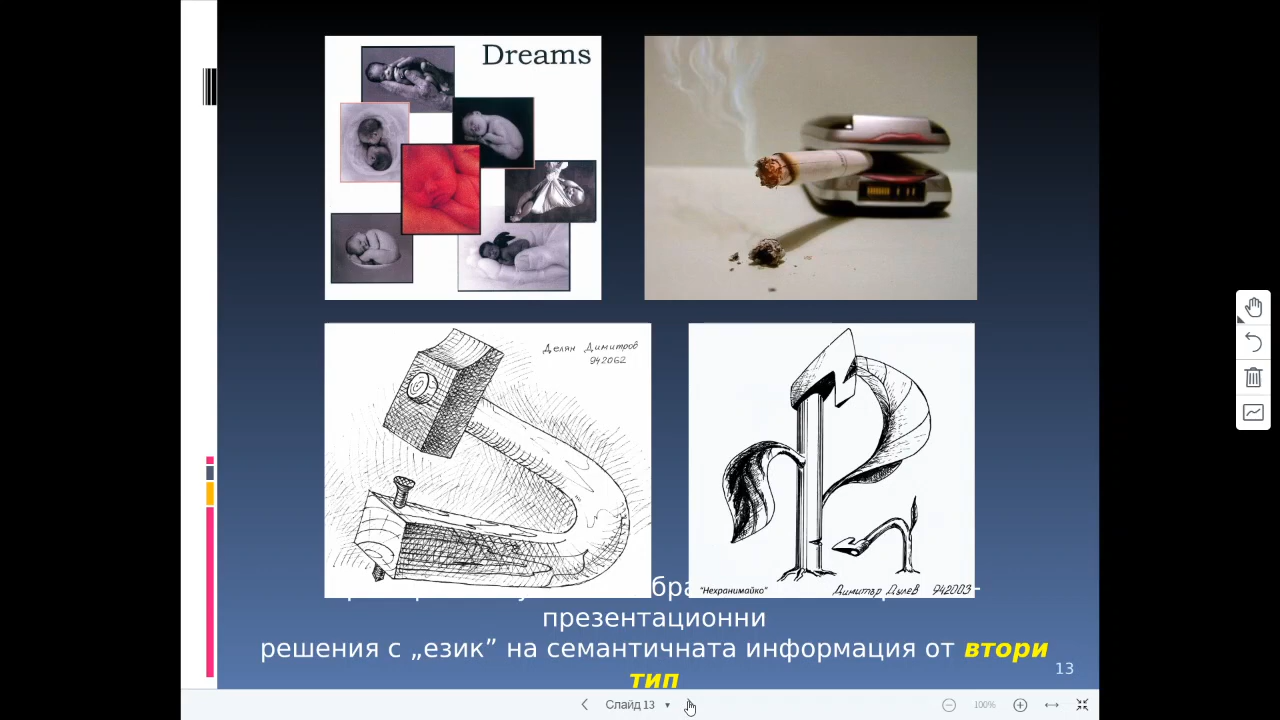 Dreams
Делян Димитров
942062
"Нехранимайко"
Димитър Дулев 942003
презентационни
решения с „език” на семантичната информация от втори
тип
13
Слайд 13
100%